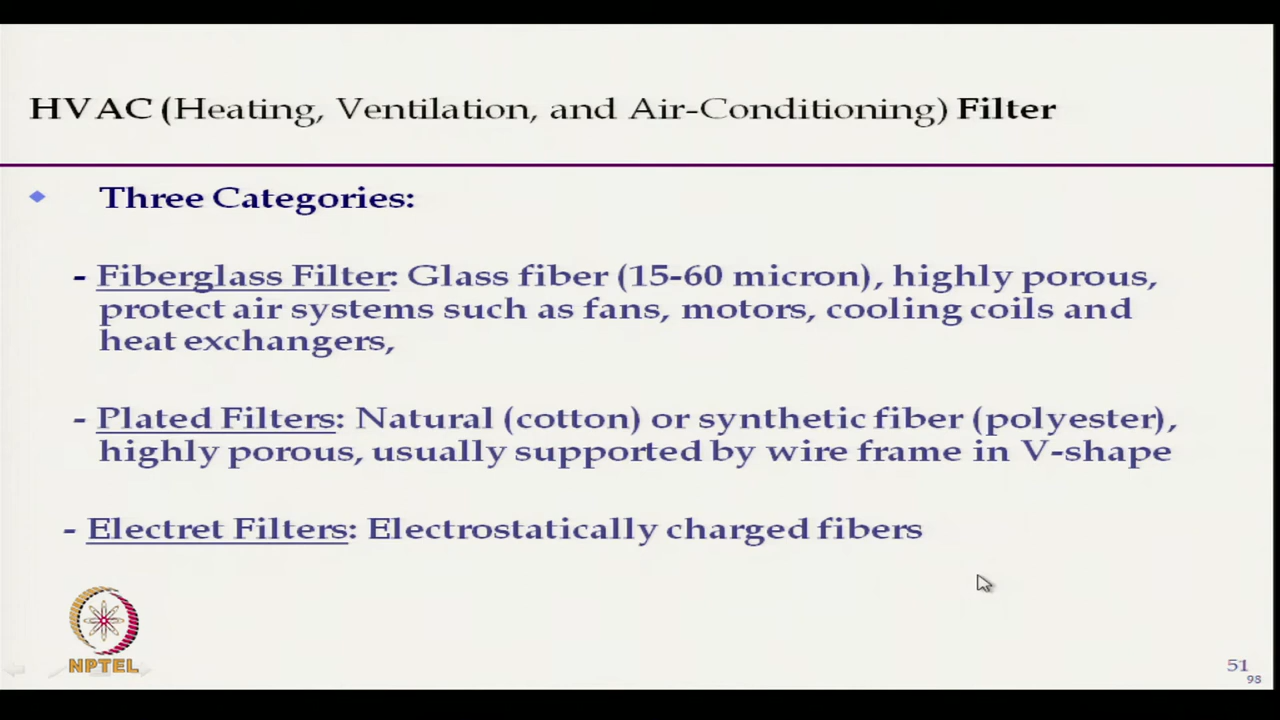 HVAC (Heating, Ventilation, and Air-Conditioning) Filter
Three Categories:
- Fiberglass Filter: Glass fiber (15-60 micron), highly porous,
protect air systems such as fans, motors, cooling coils and
heat exchangers,
- Plated Filters: Natural (cotton) or synthetic fiber (polyester),
highly porous, usually supported by wire frame in V-shape
- Electret Filters: Electrostatically charged fibers
NPTEL
51
98